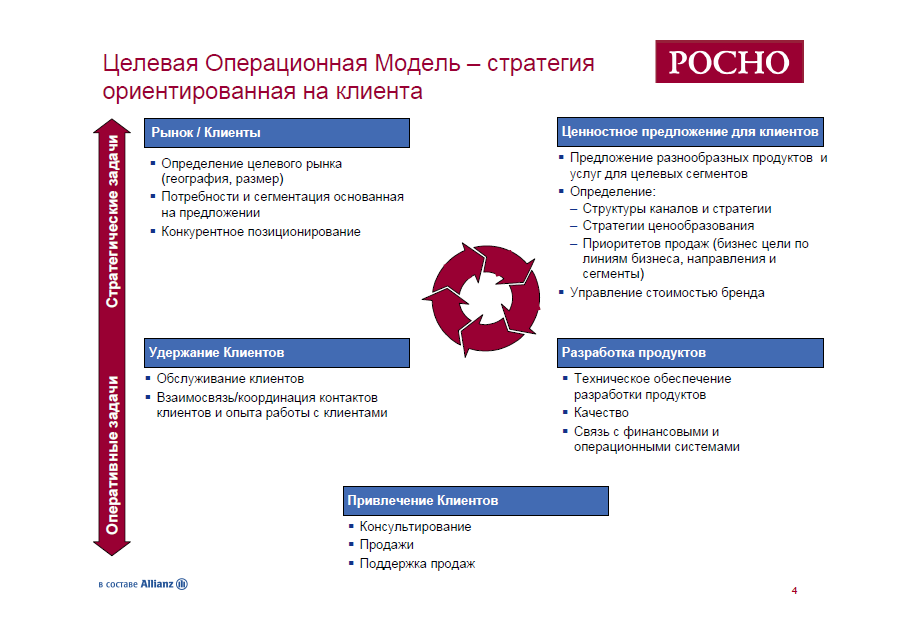 Целевая Операционная Модель – стратегия
ориентированная на клиента
РОСНО
Стратегические задачи
Оперативные задачи
Рынок / Клиенты
▪ Определение целевого рынка
(география, размер)
▪ Потребности и сегментация основанная
на предложении
▪ Конкурентное позиционирование
Ценностное предложение для клиентов
▪ Предложение разнообразных продуктов и
услуг для целевых сегментов
▪ Определение:
– Структуры каналов и стратегии
– Стратегии ценообразования
– Приоритетов продаж (бизнес цели по
линиям бизнеса, направления и
сегменты)
▪ Управление стоимостью бренда
Удержание Клиентов
▪ Обслуживание клиентов
▪ Взаимосвязь/координация контактов
клиентов и опыта работы с клиентами
Разработка продуктов
▪ Техническое обеспечение
разработки продуктов
▪ Качество
▪ Связь с финансовыми и
операционными системами
Привлечение Клиентов
▪ Консультирование
▪ Продажи
▪ Поддержка продаж
в составе Allianz
4